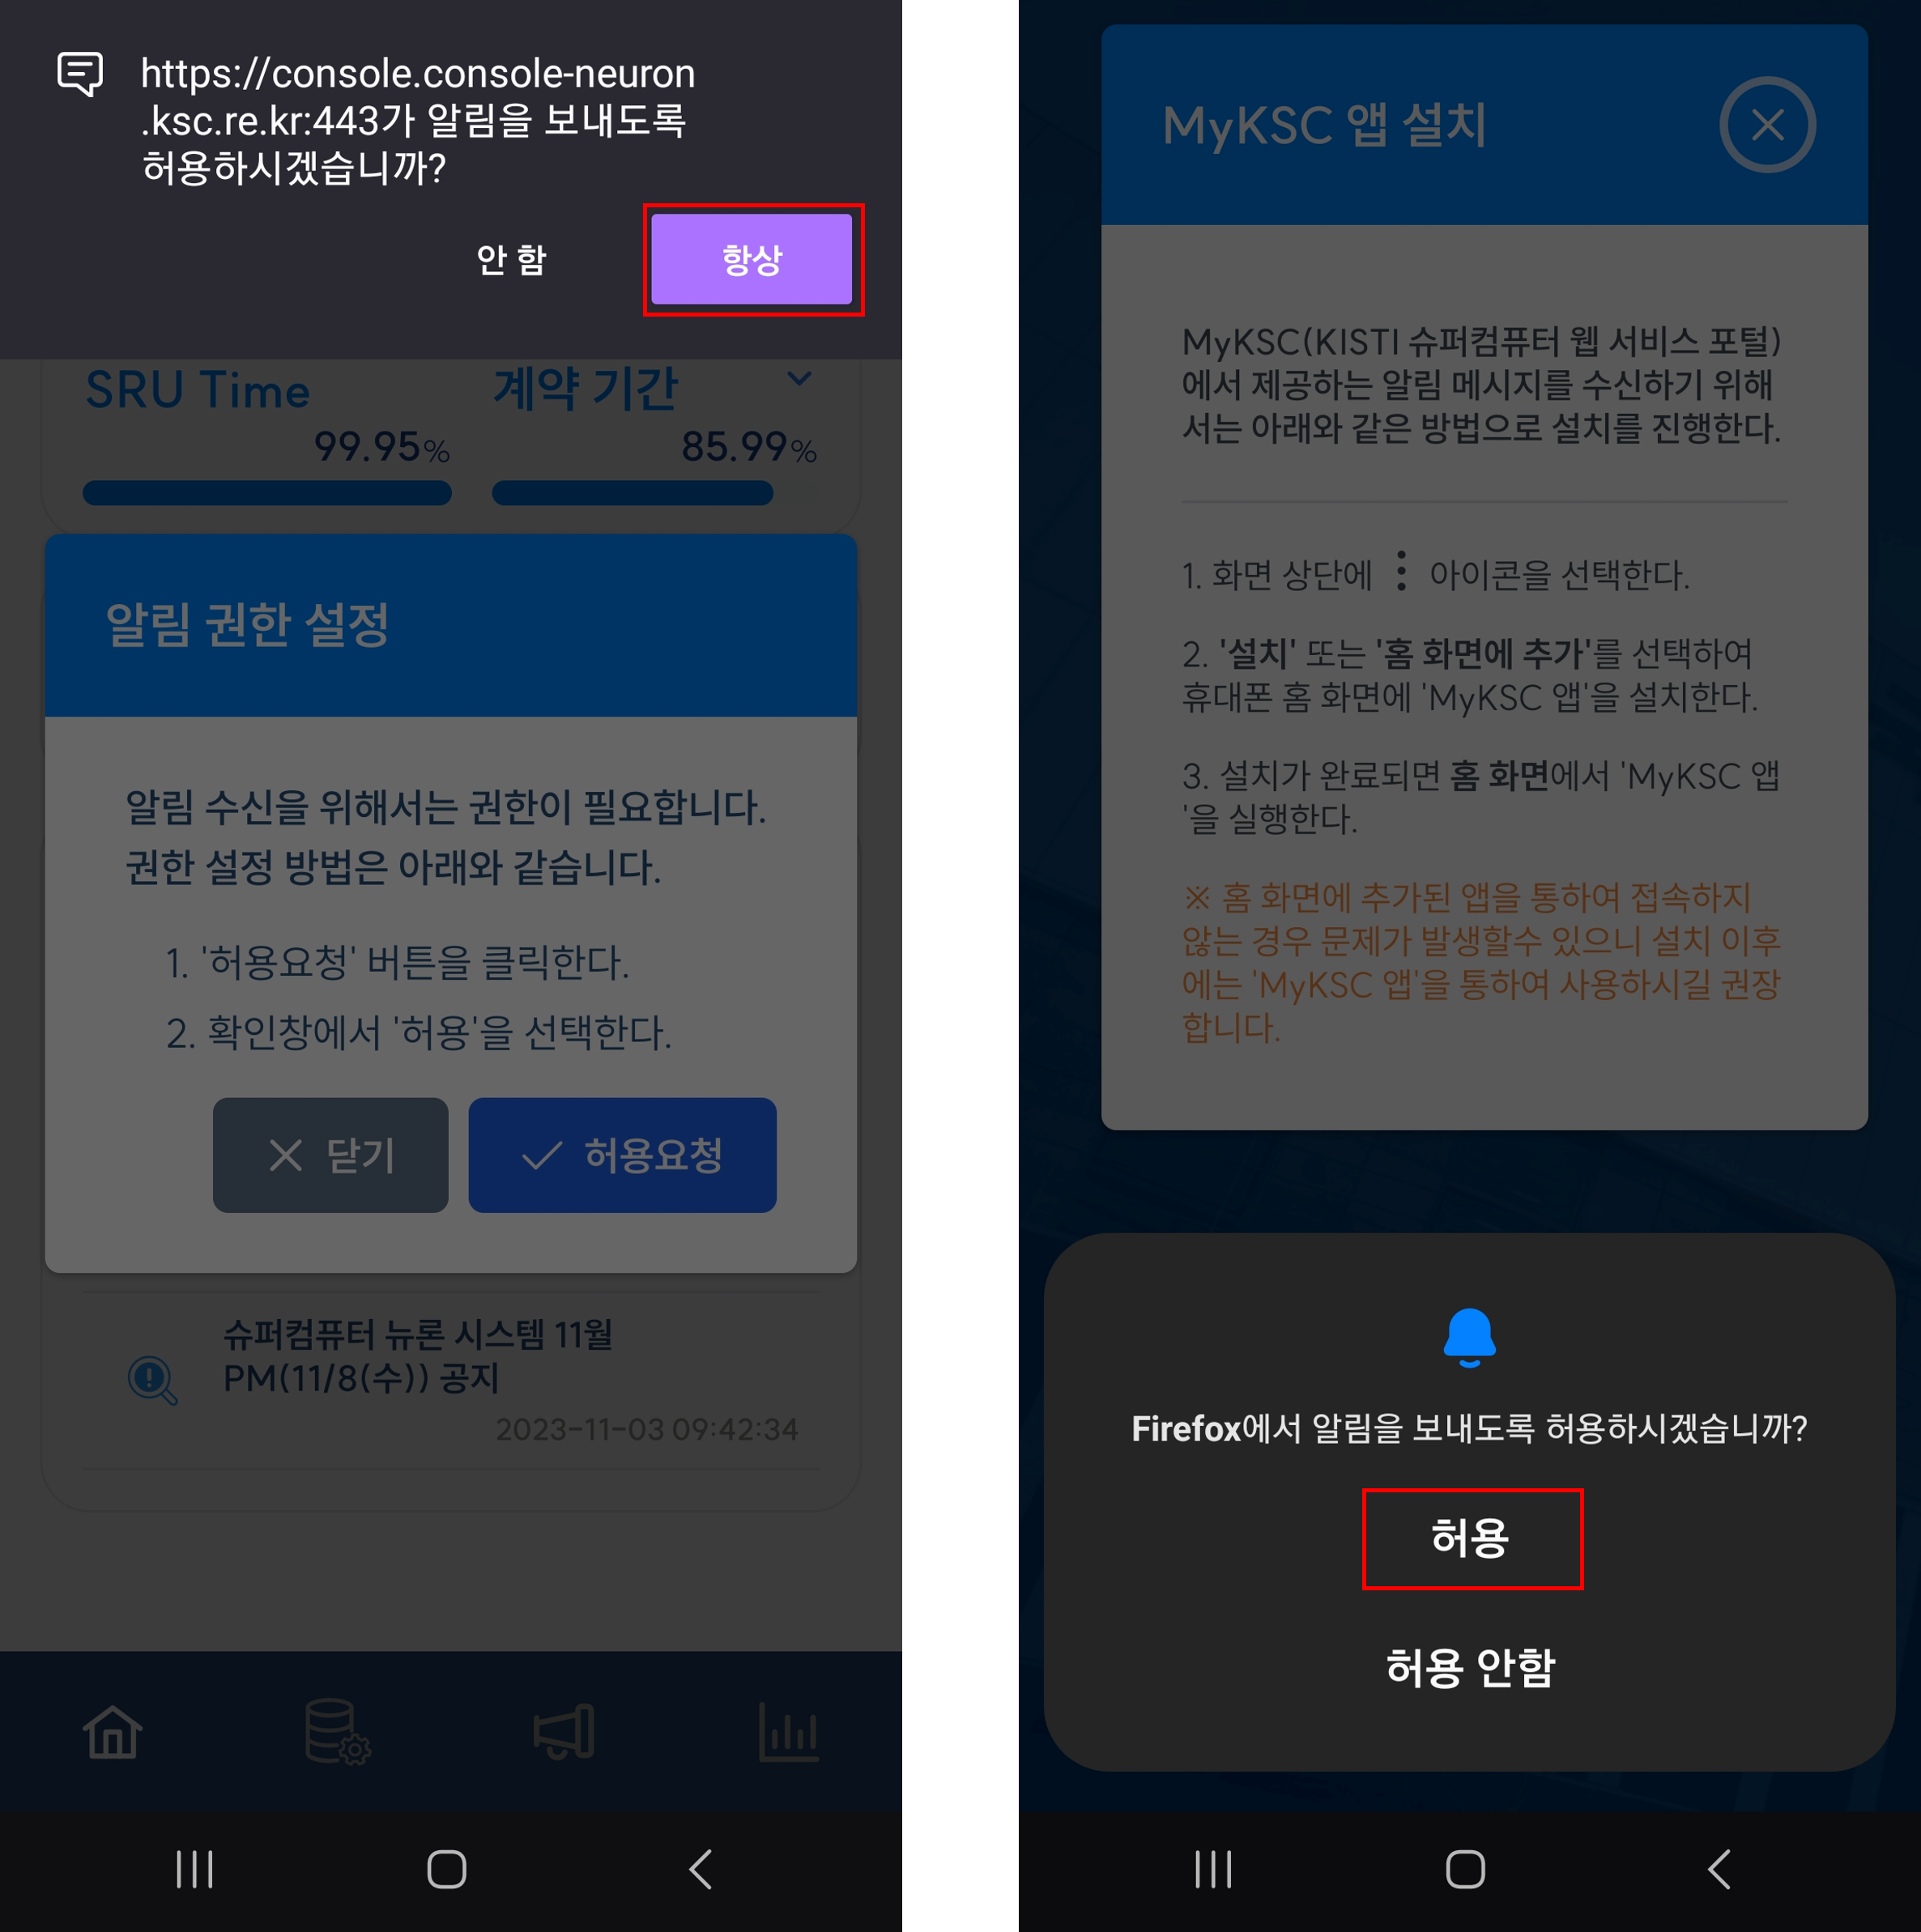 https://console.console-neuron
.ksc.re.kr:443가 알림을 보내도록
허용하시겠습니까?
안 함
항상
SRU Time
계약 기간
99.95%
85.99%
알림 권한 설정
알림 수신을 위해서는 권한이 필요합니다.
권한 설정 방법은 아래와 같습니다.
1. '허용요청' 버튼을 클릭한다.
2. 확인창에서 '허용'을 선택한다.
닫기
허용요청
슈퍼컴퓨터 뉴론 시스템 11월
PM(11/8(수)) 공지
2023-11-03 09:42:34
MyKSC 앱 설치
MyKSC(KISTI 슈퍼컴퓨터 웹 서비스 포털)
에서 제공하는 알림 메시지를 수신하기 위해
서는 아래와 같은 방법으로 설치를 진행한다.
1. 화면 상단에 ⋮ 아이콘을 선택한다.
2. '설치' 또는 '홈 화면에 추가'를 선택하여
휴대폰 홈 화면에 'MyKSC 앱'을 설치한다.
3. 설치가 완료되면 홈 화면에서 'MyKSC 앱
'을 실행한다.
※ 홈 화면에 추가된 앱을 통하여 접속하지
않는 경우 문제가 발생할수 있으니 설치 이후
에는 'MyKSC 앱'을 통하여 사용하시길 권장
합니다.
Firefox에서 알림을 보내도록 허용하시겠습니까?
허용
허용 안함